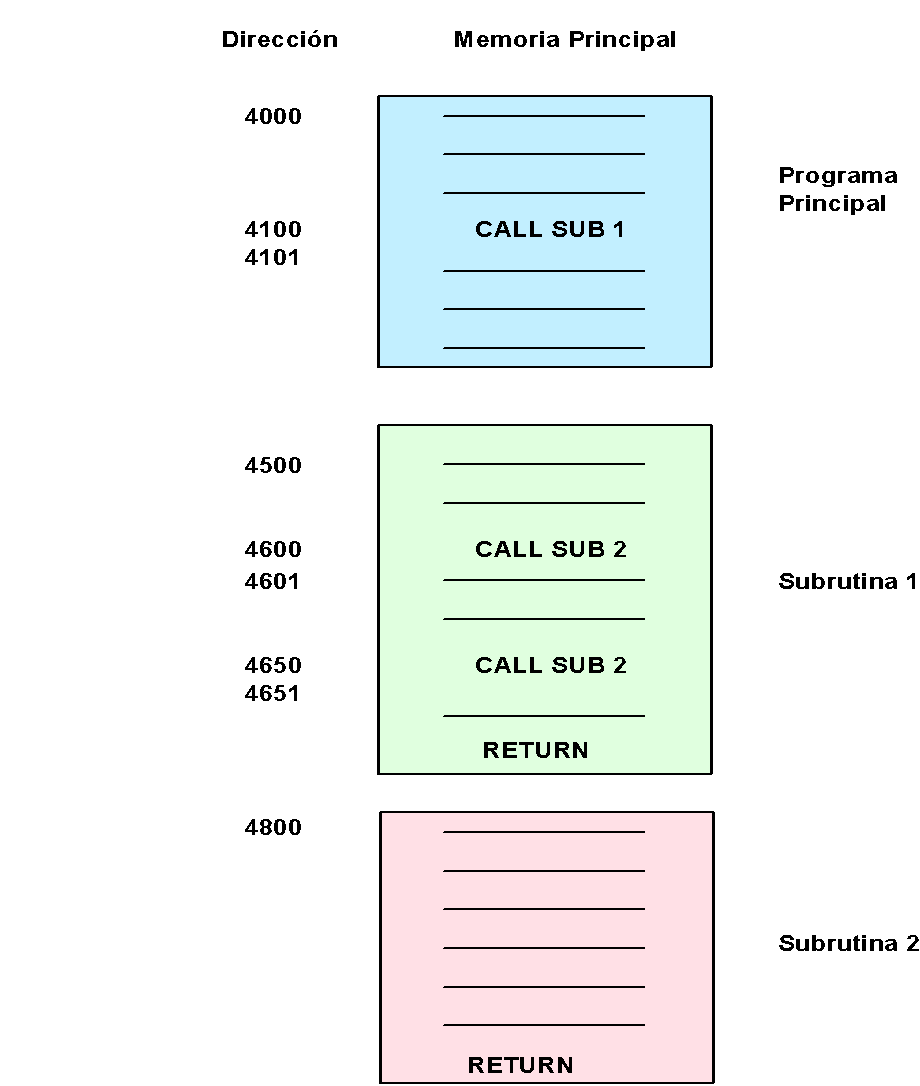 Dirección Memoria Principal
4000
Programa
Principal
4100 CALL SUB 1
4101
4500
4600 CALL SUB 2
4601 Subrutina 1
4650 CALL SUB 2
4651
RETURN
4800
Subrutina 2
RETURN